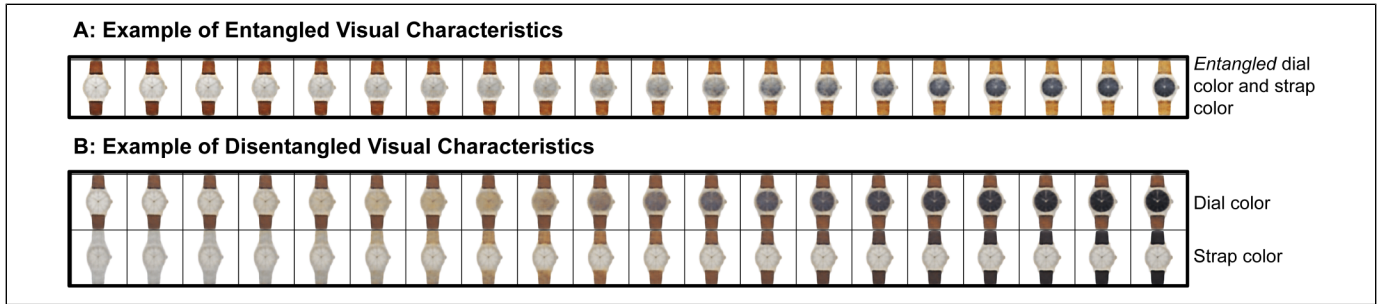 A: Example of Entangled Visual Characteristics
Entangled dial
color and strap
color
B: Example of Disentangled Visual Characteristics
Dial color
Strap color